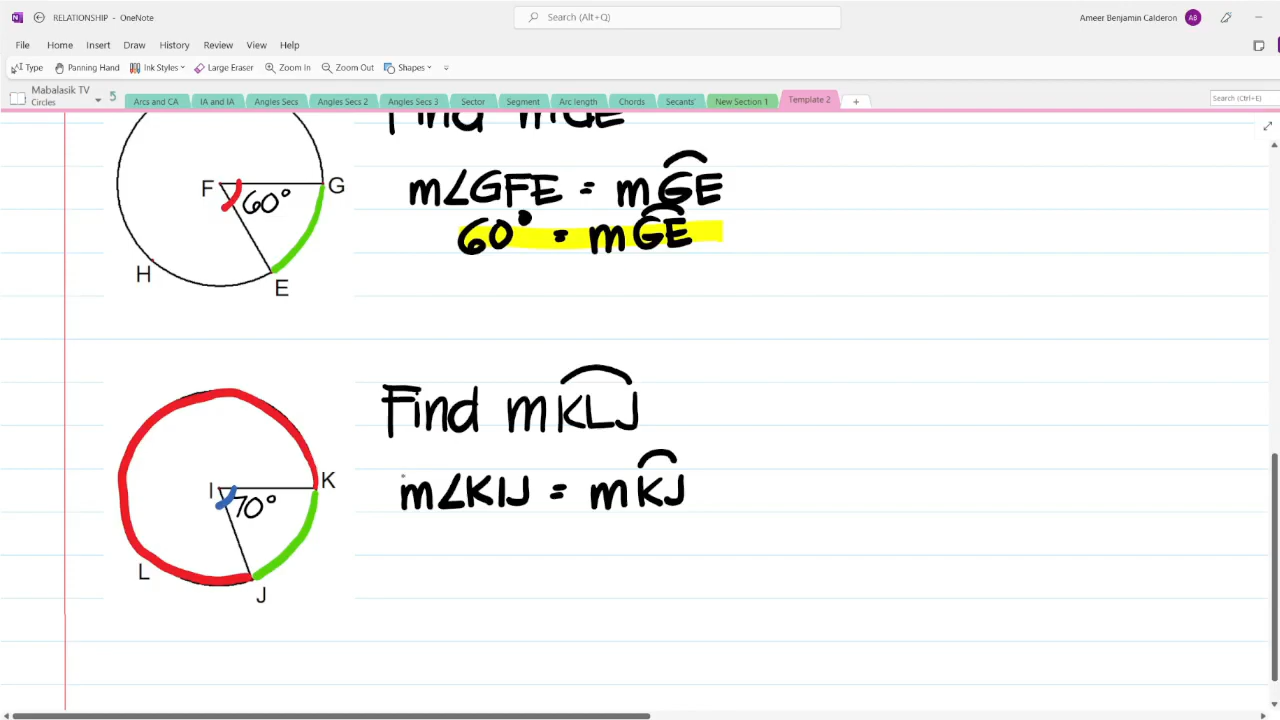 RELATIONSHIP - OneNote
Search (Alt+Q)
Ameer Benjamin Calderon AB
File Home Insert Draw History Review View Help
Type Panning Hand Ink Styles Large Eraser Zoom In Zoom Out Shapes
Mabalasik TV
Circles
5
Arcs and CA IA and IA Angles Secs Angles Secs 2 Angles Secs 3 Sector Segment Arc length Chords Secants' New Section 1 Template 2 +
Search (Ctrl+E)
Find mGE
F 60° G
H
E
m∠GFE = mGE
60° = mGE
Find mKLJ
I 70° K
L
J
m∠KIJ = mKJ